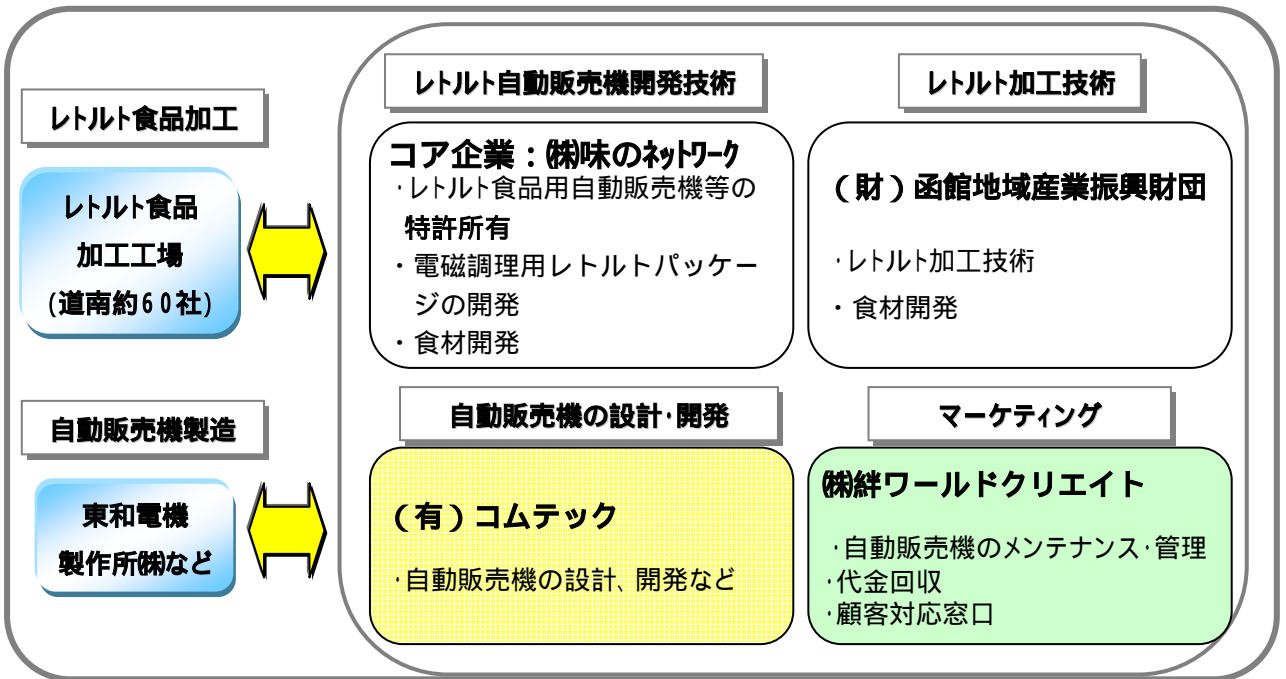 レトルト食品加工
レトルト食品
加工工場
(道南約60社)
自動販売機製造
東和電機
製作所㈱など
レトルト自動販売機開発技術
コア企業：㈱味のネットワーク
・レトルト食品用自動販売機等の
特許所有
・電磁調理用レトルトパッケー
ジの開発
・食材開発
レトルト加工技術
（財）函館地域産業振興財団
・レトルト加工技術
・食材開発
自動販売機の設計・開発
（有）コムテック
・自動販売機の設計、開発など
マーケティング
㈱絆ワールドクリエイト
・自動販売機のメンテナンス・管理
・代金回収
・顧客対応窓口